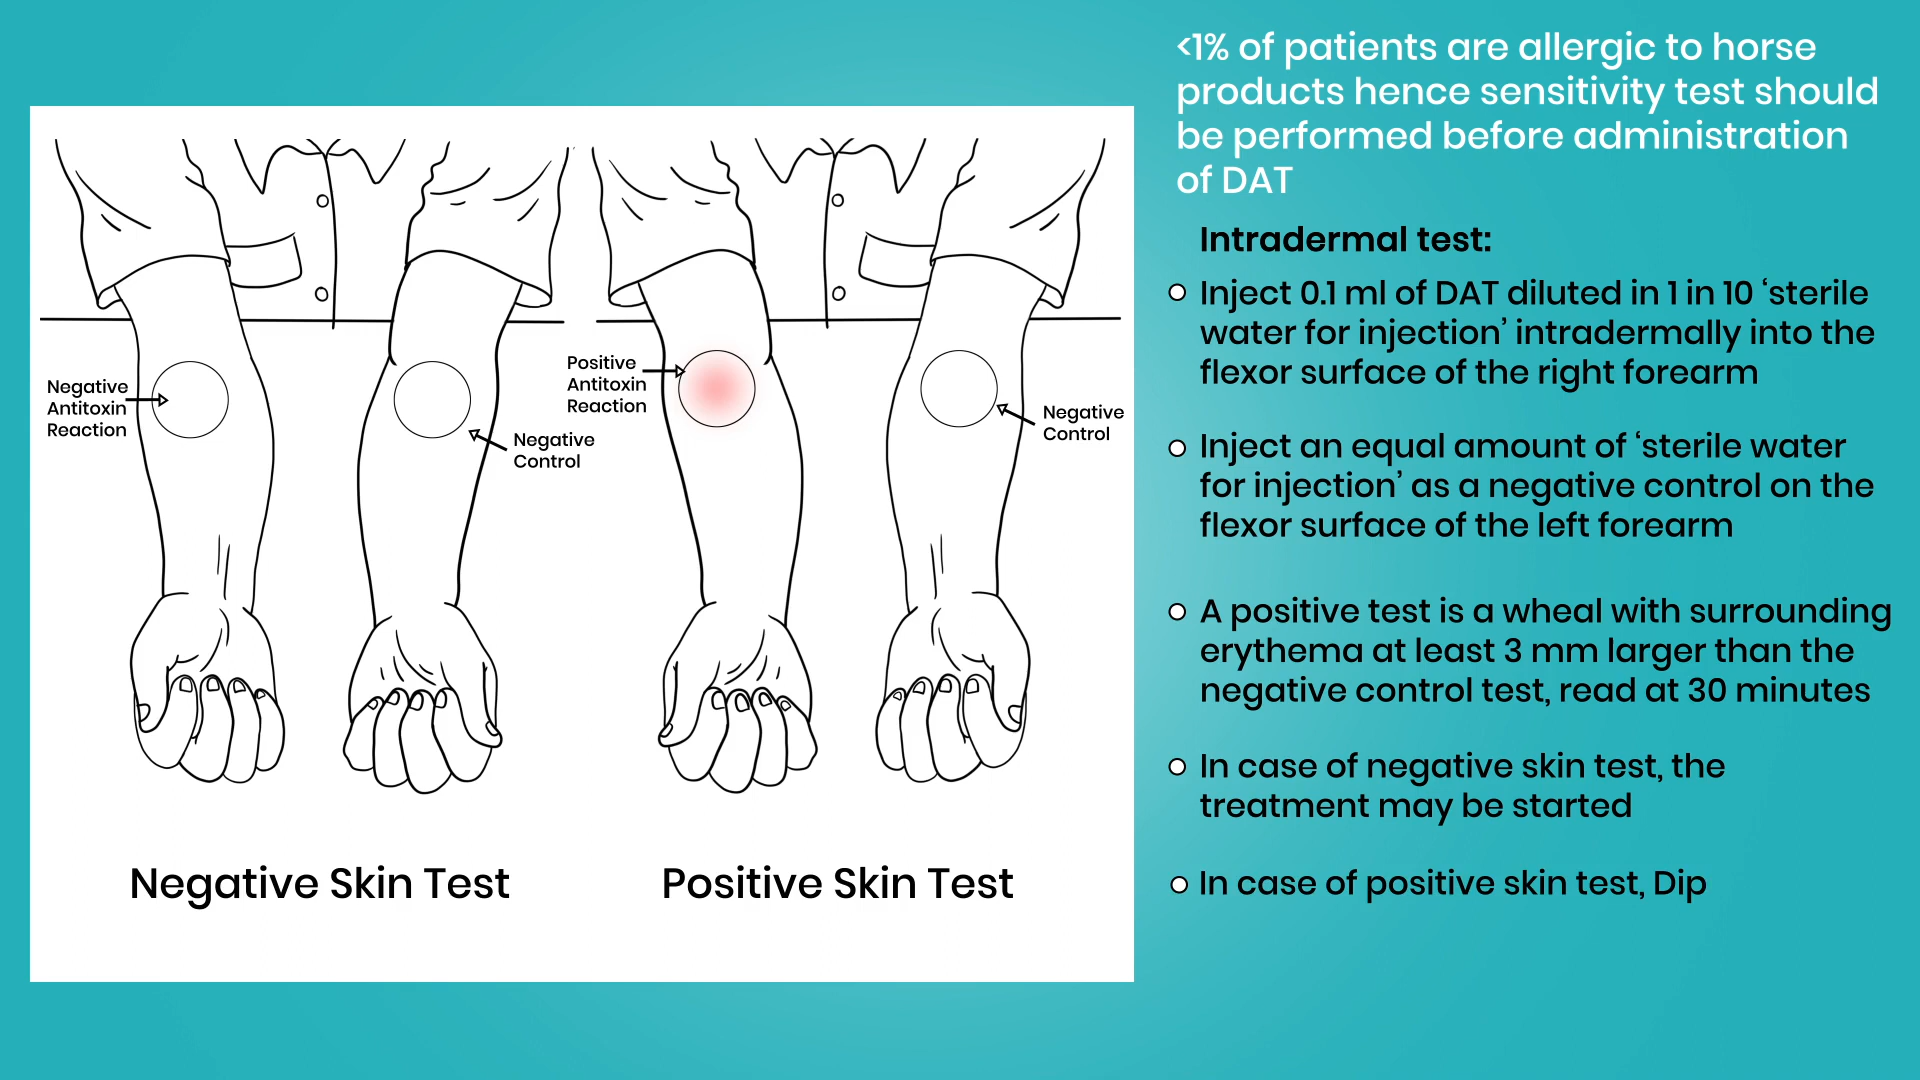 <1% of patients are allergic to horse
products hence sensitivity test should
be performed before administration
of DAT
Intradermal test:
Inject 0.1 ml of DAT diluted in 1 in 10 ‘sterile
water for injection’ intradermally into the
flexor surface of the right forearm
Inject an equal amount of ‘sterile water
for injection’ as a negative control on the
flexor surface of the left forearm
A positive test is a wheal with surrounding
erythema at least 3 mm larger than the
negative control test, read at 30 minutes
In case of negative skin test, the
treatment may be started
In case of positive skin test, Dip
Negative
Antitoxin
Reaction
Negative
Control
Positive
Antitoxin
Reaction
Negative
Control
Negative Skin Test
Positive Skin Test